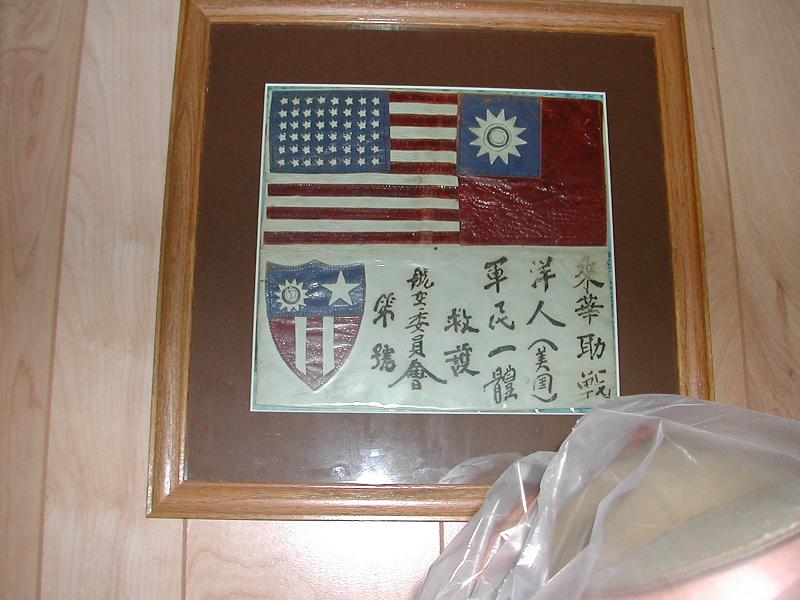 來華助戰
洋人(美国)
軍民一體
救護
航空委員會
第號